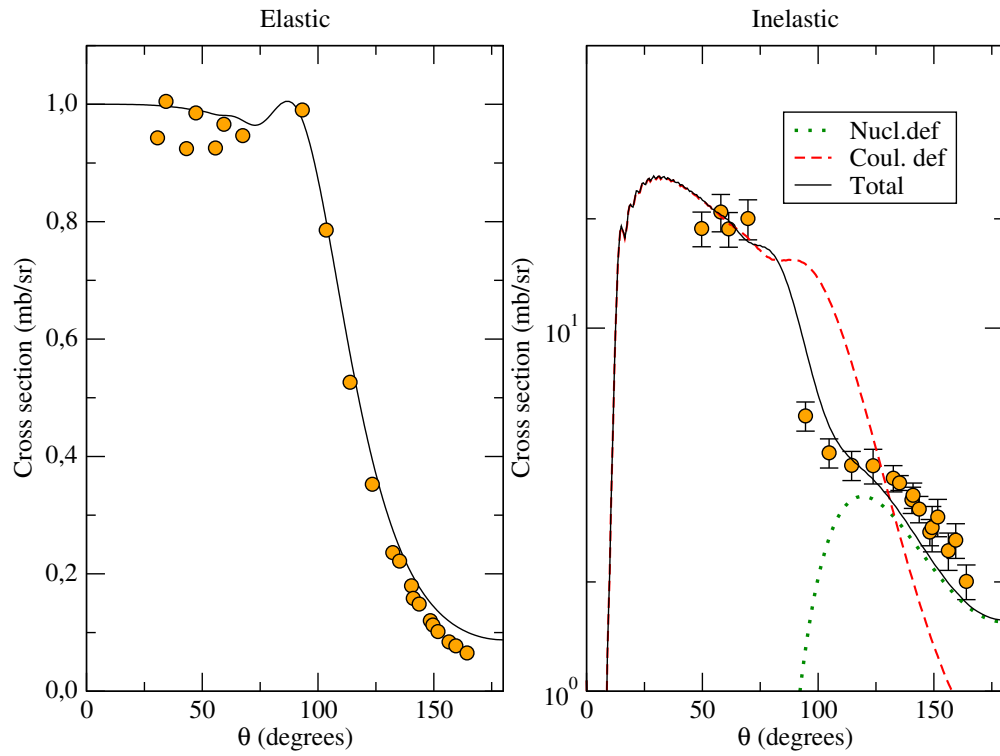 Elastic
Cross section (mb/sr)
1,0
0,8
0,6
0,4
0,2
0,0
0
50
100
150
θ (degrees)
Inelastic
Cross section (mb/sr)
10¹
10⁰
Nucl.def
Coul. def
Total
0
50
100
150
θ (degrees)